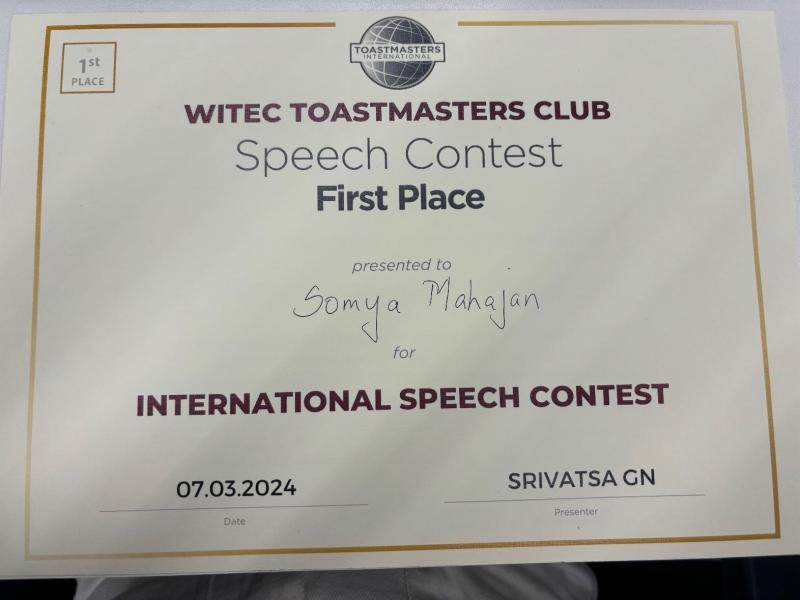 1st
PLACE
TOASTMASTERS
INTERNATIONAL
WITEC TOASTMASTERS CLUB
Speech Contest
First Place
presented to
Somya Mahajan
for
INTERNATIONAL SPEECH CONTEST
07.03.2024
Date
SRIVATSA GN
Presenter